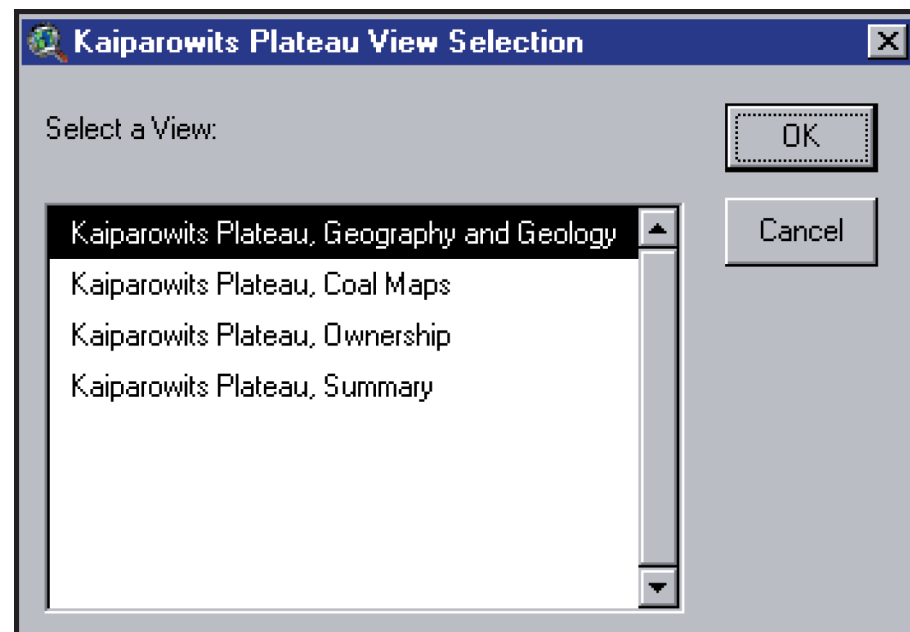 Kaiparowits Plateau View Selection
Select a View:
OK
Kaiparowits Plateau, Geography and Geology
Cancel
Kaiparowits Plateau, Coal Maps
Kaiparowits Plateau, Ownership
Kaiparowits Plateau, Summary